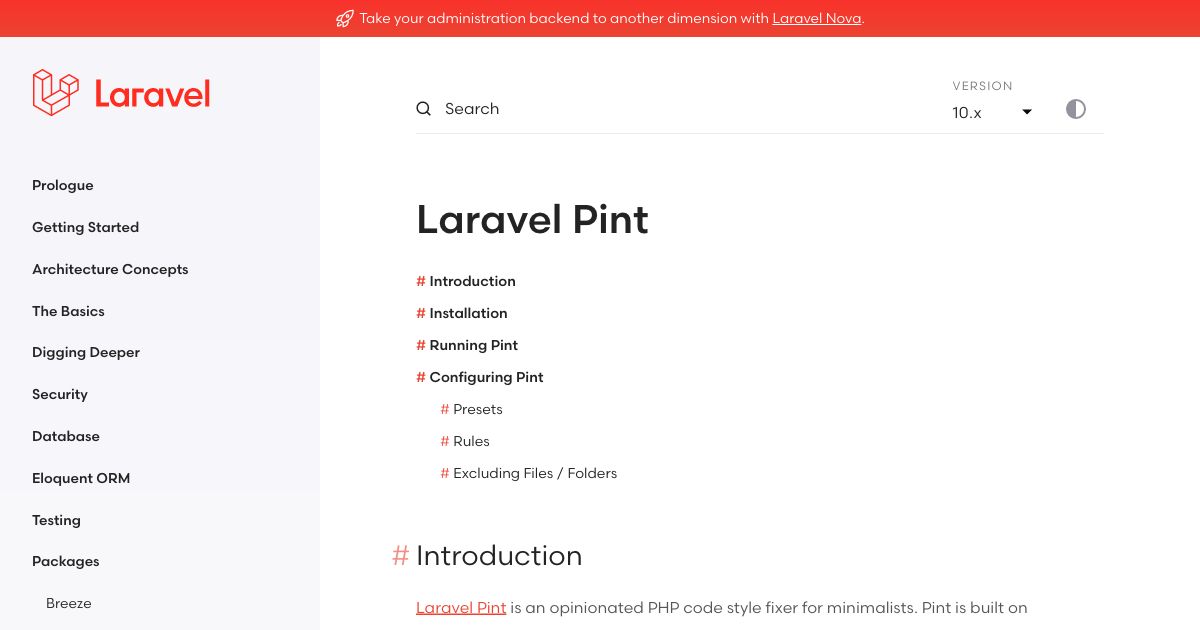 Take your administration backend to another dimension with Laravel Nova.
Laravel
Prologue
Getting Started
Architecture Concepts
The Basics
Digging Deeper
Security
Database
Eloquent ORM
Testing
Packages
Breeze
Search
VERSION
10.x
Laravel Pint
# Introduction
# Installation
# Running Pint
# Configuring Pint
# Presets
# Rules
# Excluding Files / Folders
# Introduction
Laravel Pint is an opinionated PHP code style fixer for minimalists. Pint is built on